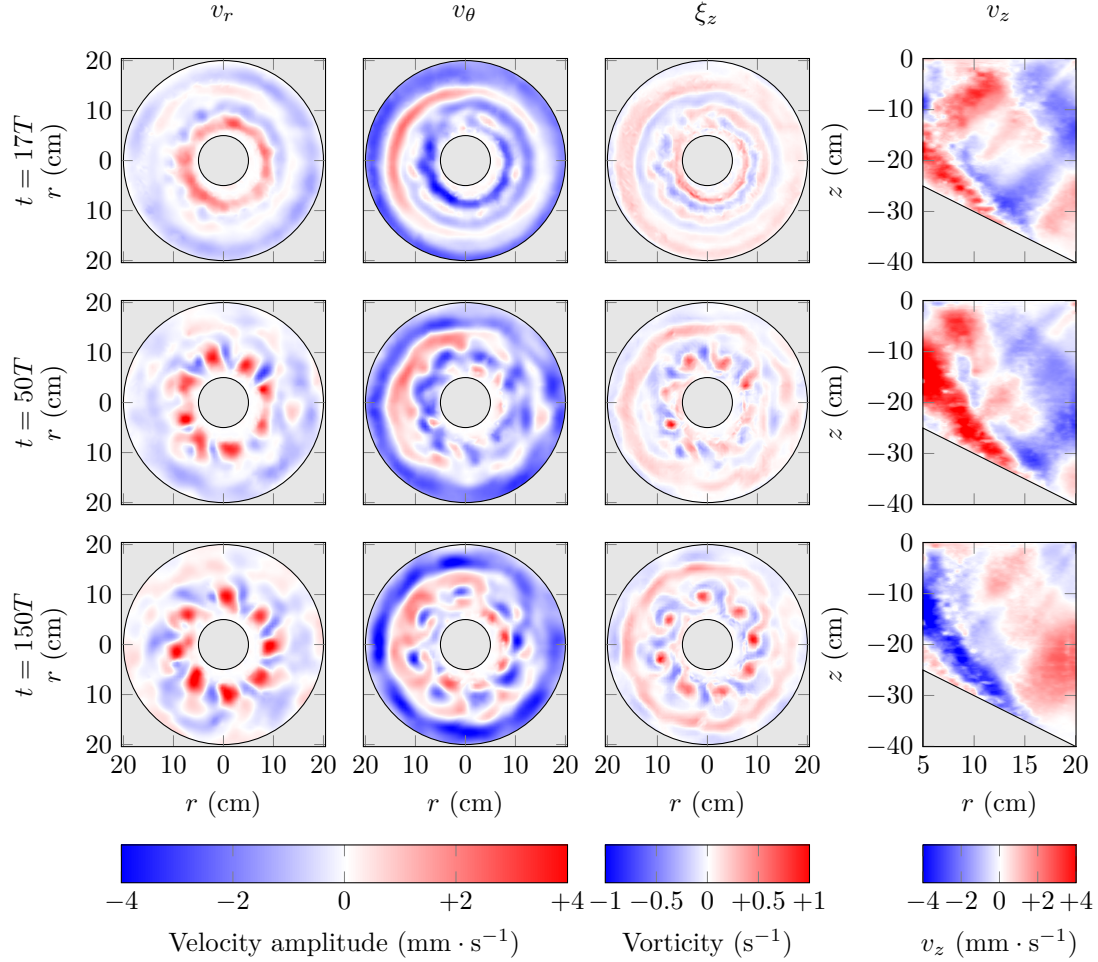 v_r v_θ ξ_z v_z
20 10 0 10 20
t = 17T
r (cm)
z (cm)
0 −10 −20 −30 −40
20 10 0 10 20
t = 50T
r (cm)
z (cm)
0 −10 −20 −30 −40
20 10 0 10 20
t = 150T
r (cm)
z (cm)
0 −10 −20 −30 −40
20 10 0 10 20 20 10 0 10 20 20 10 0 10 20 5 10 15 20
r (cm) r (cm) r (cm) r (cm)
−4 −2 0 +2 +4 −1 −0.5 0 +0.5 +1 −4 −2 0 +2 +4
Velocity amplitude (mm · s⁻¹) Vorticity (s⁻¹) v_z (mm · s⁻¹)